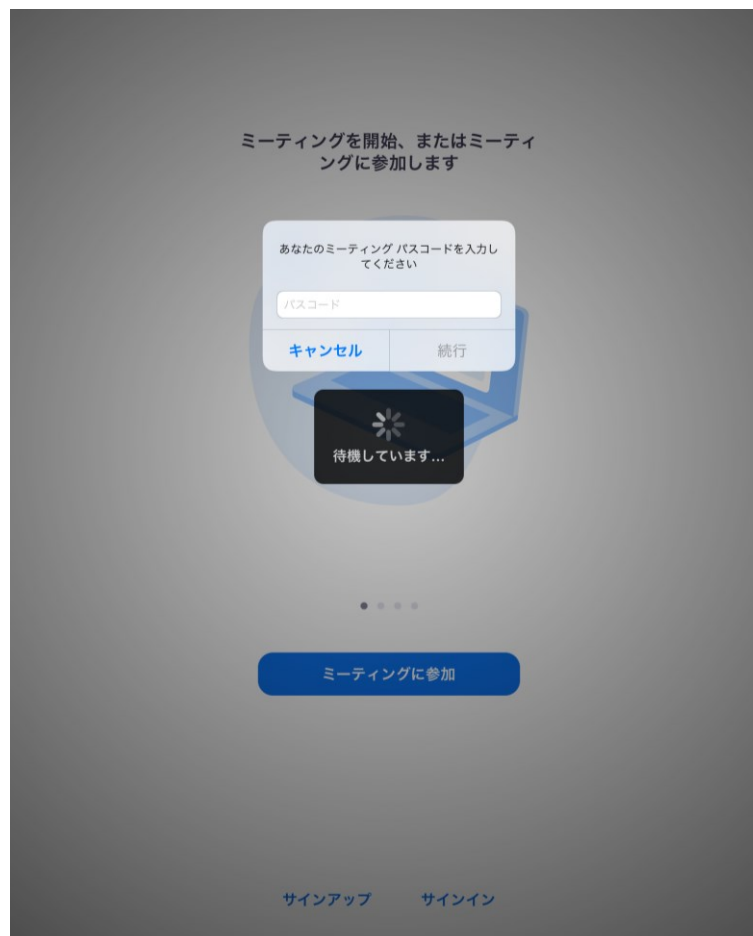 ミーティングを開始、またはミーティ
ングに参加します
あなたのミーティング パスコードを入力し
てください
パスコード
キャンセル
続行
待機しています...
ミーティングに参加
サインアップ
サインイン